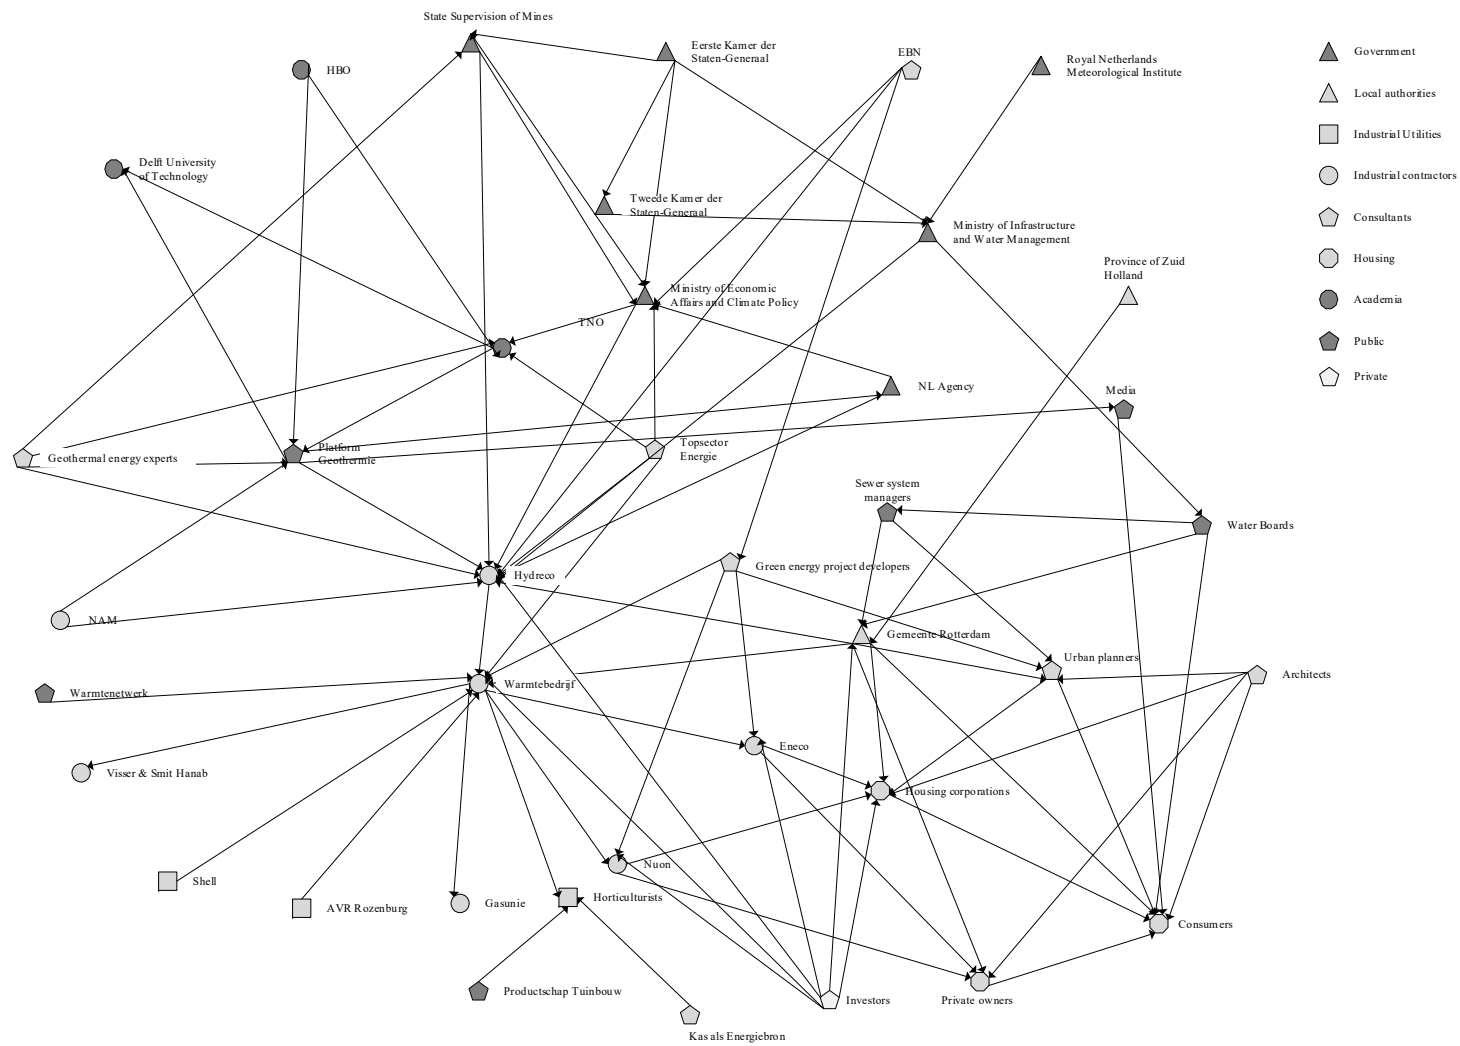 State Supervision of Mines
Eerste Kamer der
Staten-Generaal
EBN
Royal Netherlands
Meteorological Institute
HBO
Delft University
of Technology
Tweede Kamer der
Staten-Generaal
Ministry of Infrastructure
and Water Management
Province of Zuid
Holland
Ministry of Economic
Affairs and Climate Policy
TNO
NL Agency
Media
Geothermal energy experts
Platform
Geothermie
Topsector
Energie
Sewer system
managers
Water Boards
Hydreco
Green energy project developers
NAM
Gemeente Rotterdam
Urban planners
Architects
Warmtenetwerk
Warmtebedrijf
Visser & Smit Hanab
Eneco
Housing corporations
Shell
Nuon
AVR Rozenburg
Gasunie
Horticulturists
Consumers
Productschap Tuinbouw
Investors
Private owners
Kas als Energiebron
Government
Local authorities
Industrial Utilities
Industrial contractors
Consultants
Housing
Academia
Public
Private